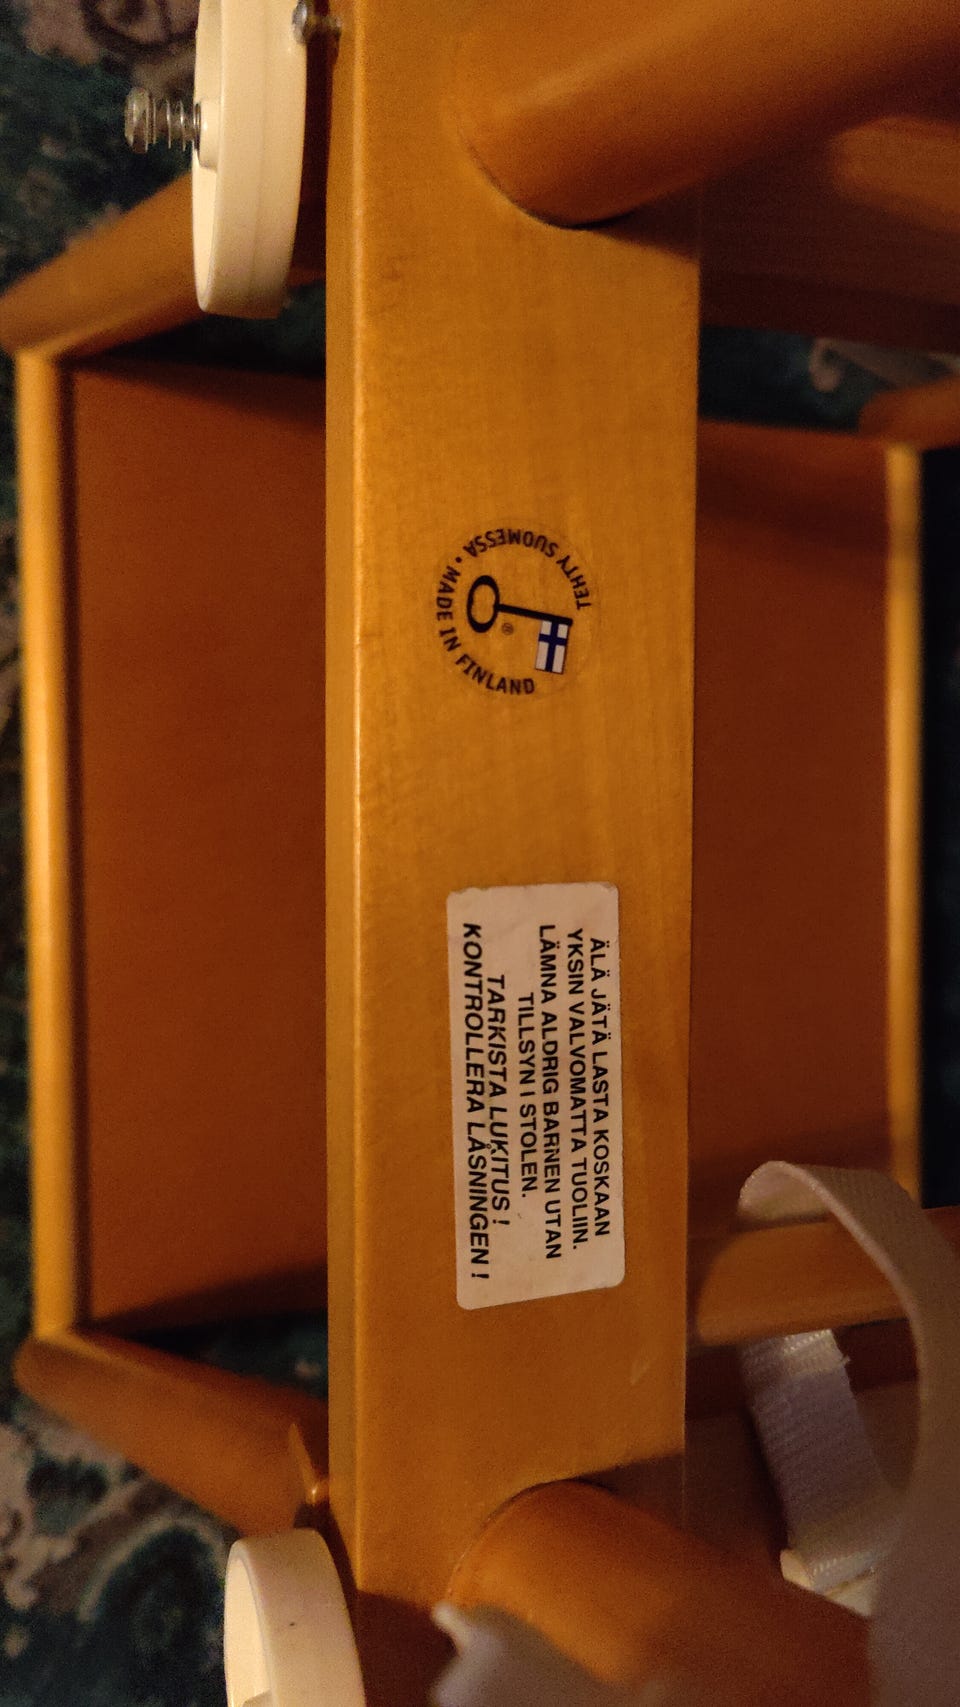 TEHTY SUOMESSA • MADE IN FINLAND
®
ÄLÄ JÄTÄ LASTA KOSKAAN
YKSIN VALVOMATTA TUOLIIN.
LÄMNA ALDRIG BARNEN UTAN
TILLSYN I STOLEN.
TARKISTA LUKITUS !
KONTROLLERA LÅSNINGEN !